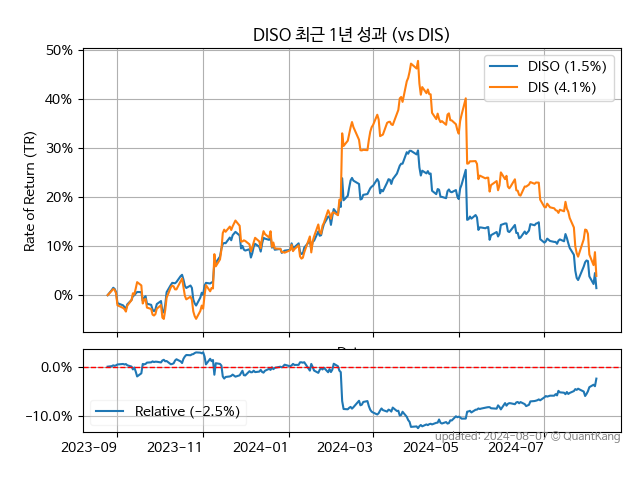 DISO 최근 1년 성과 (vs DIS)
50%
40%
30%
20%
10%
0%
Rate of Return (TR)
DISO (1.5%)
DIS (4.1%)
0.0%
−10.0%
Relative (−2.5%)
2023−09
2023−11
2024−01
2024−03
2024−05
2024−07
updated: 2024−08−07 © QuantKang